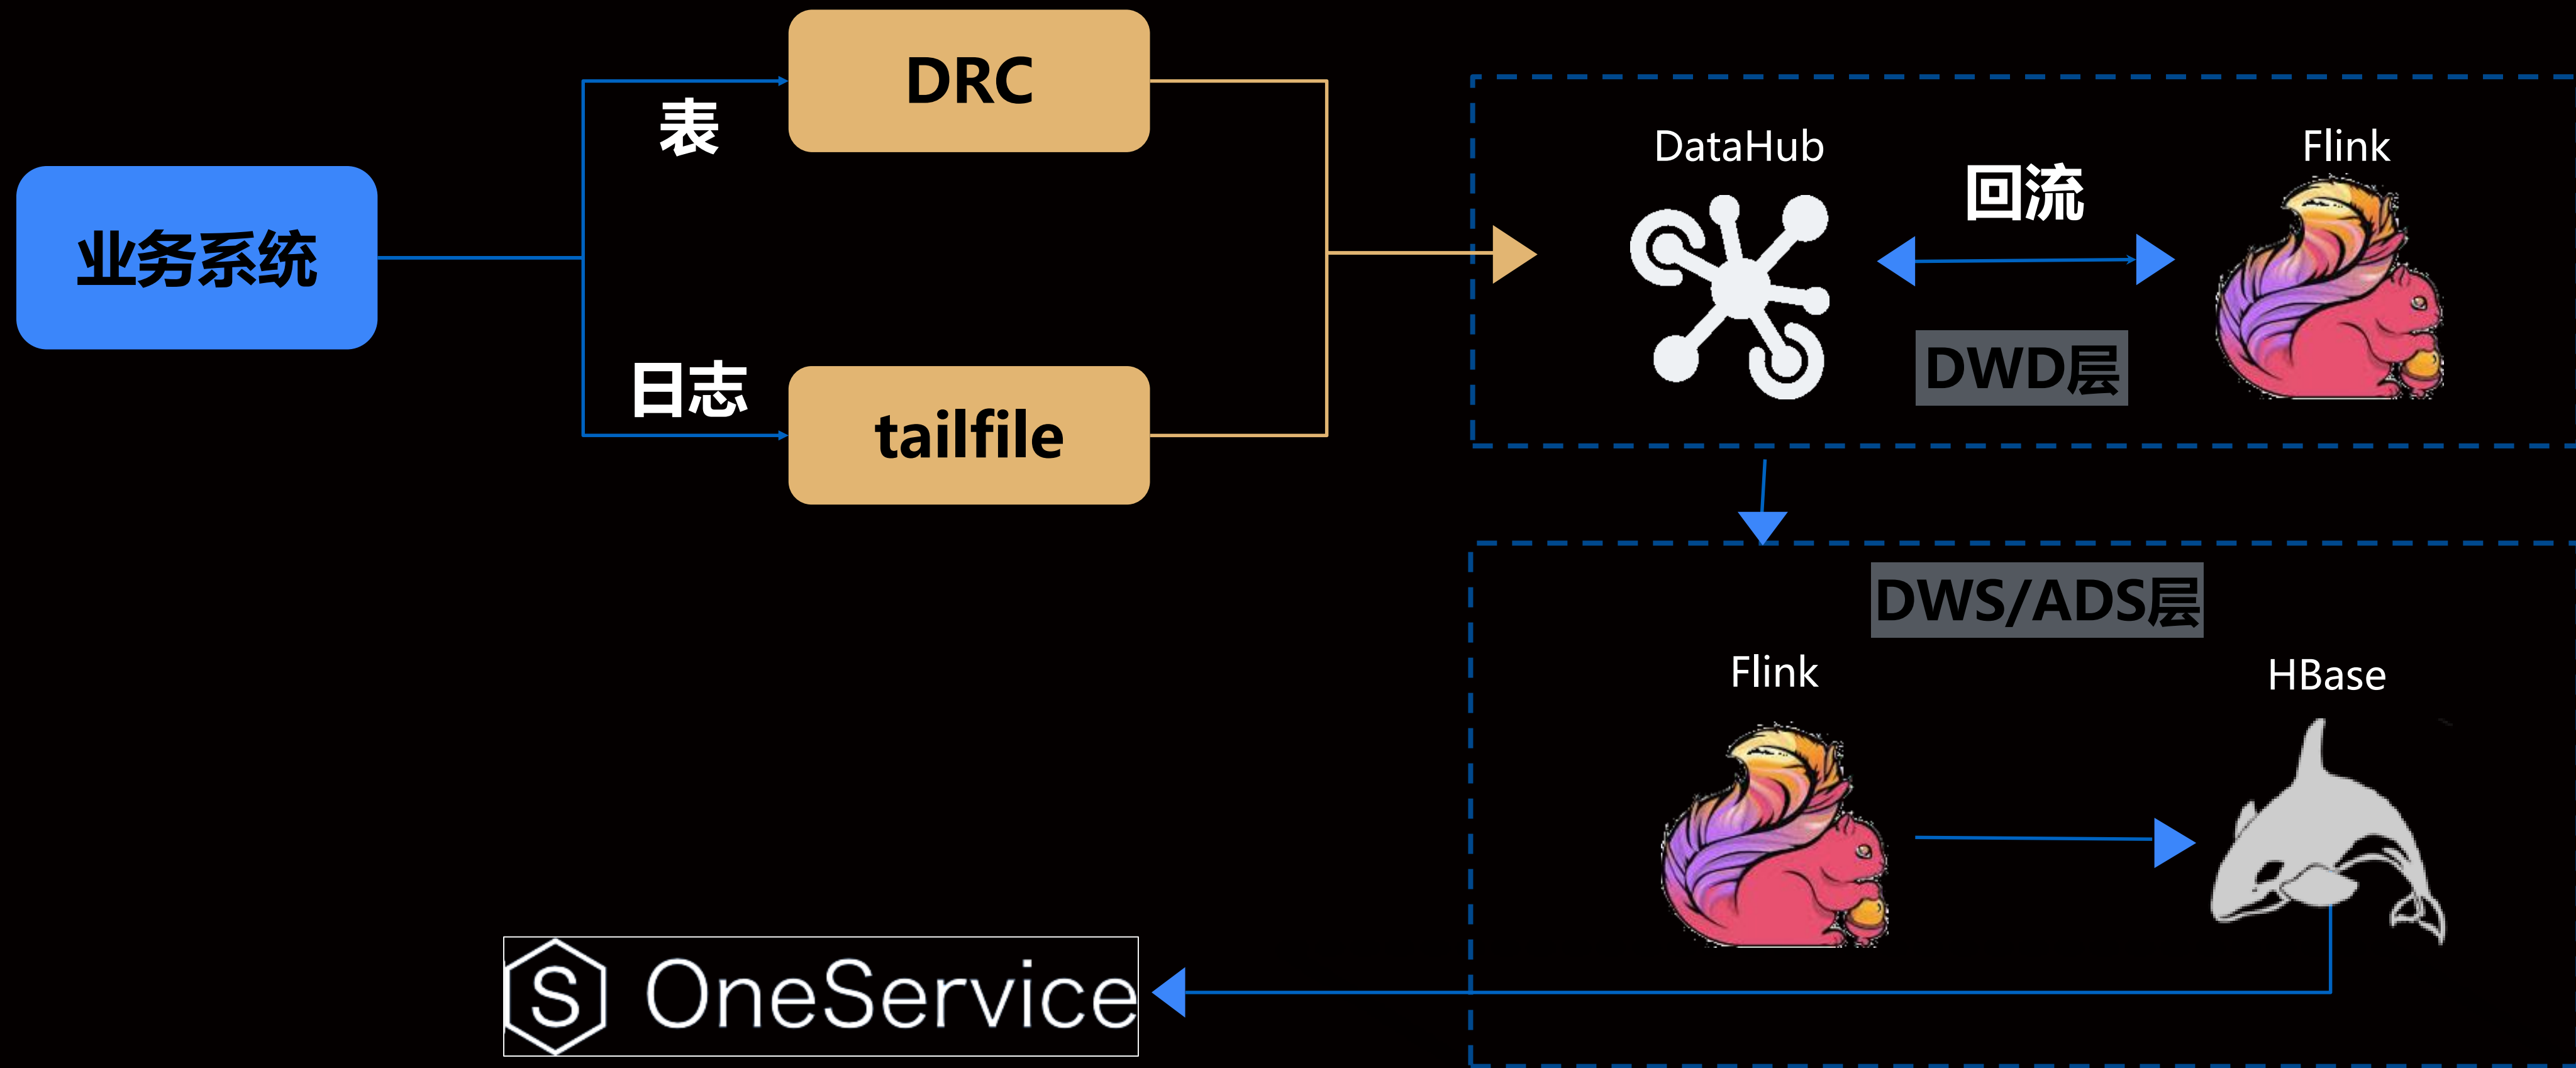 DRC
表
业务系统
日志
tailfile
DataHub
回流
Flink
DWD层
DWS/ADS层
Flink
HBase
S OneService